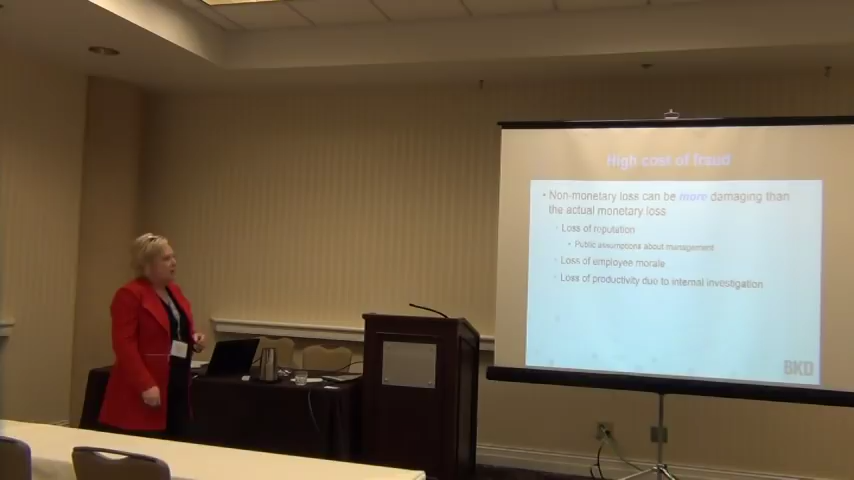 High cost of fraud
• Non-monetary loss can be more damaging than
the actual monetary loss
Loss of reputation
• Public assumptions about management
Loss of employee morale
Loss of productivity due to internal investigation
BKD